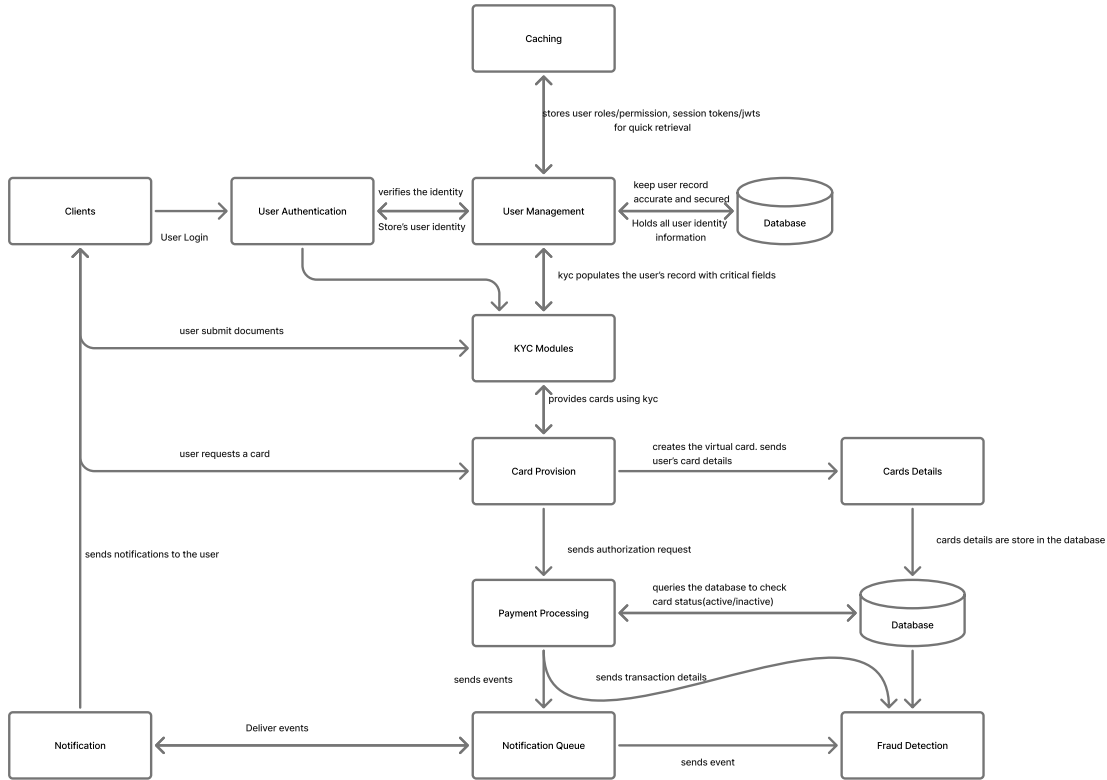 Caching
stores user roles/permission, session tokens/jwts
for quick retrieval
Clients
User Login
User Authentication
verifies the identity
Store's user identity
User Management
keep user record
accurate and secured
Holds all user identity
information
Database
kyc populates the user's record with critical fields
user submit documents
KYC Modules
provides cards using kyc
user requests a card
Card Provision
creates the virtual card. sends
user's card details
Cards Details
sends notifications to the user
sends authorization request
cards details are store in the database
Payment Processing
queries the database to check
card status(active/inactive)
Database
sends events
sends transaction details
Notification
Deliver events
Notification Queue
sends event
Fraud Detection